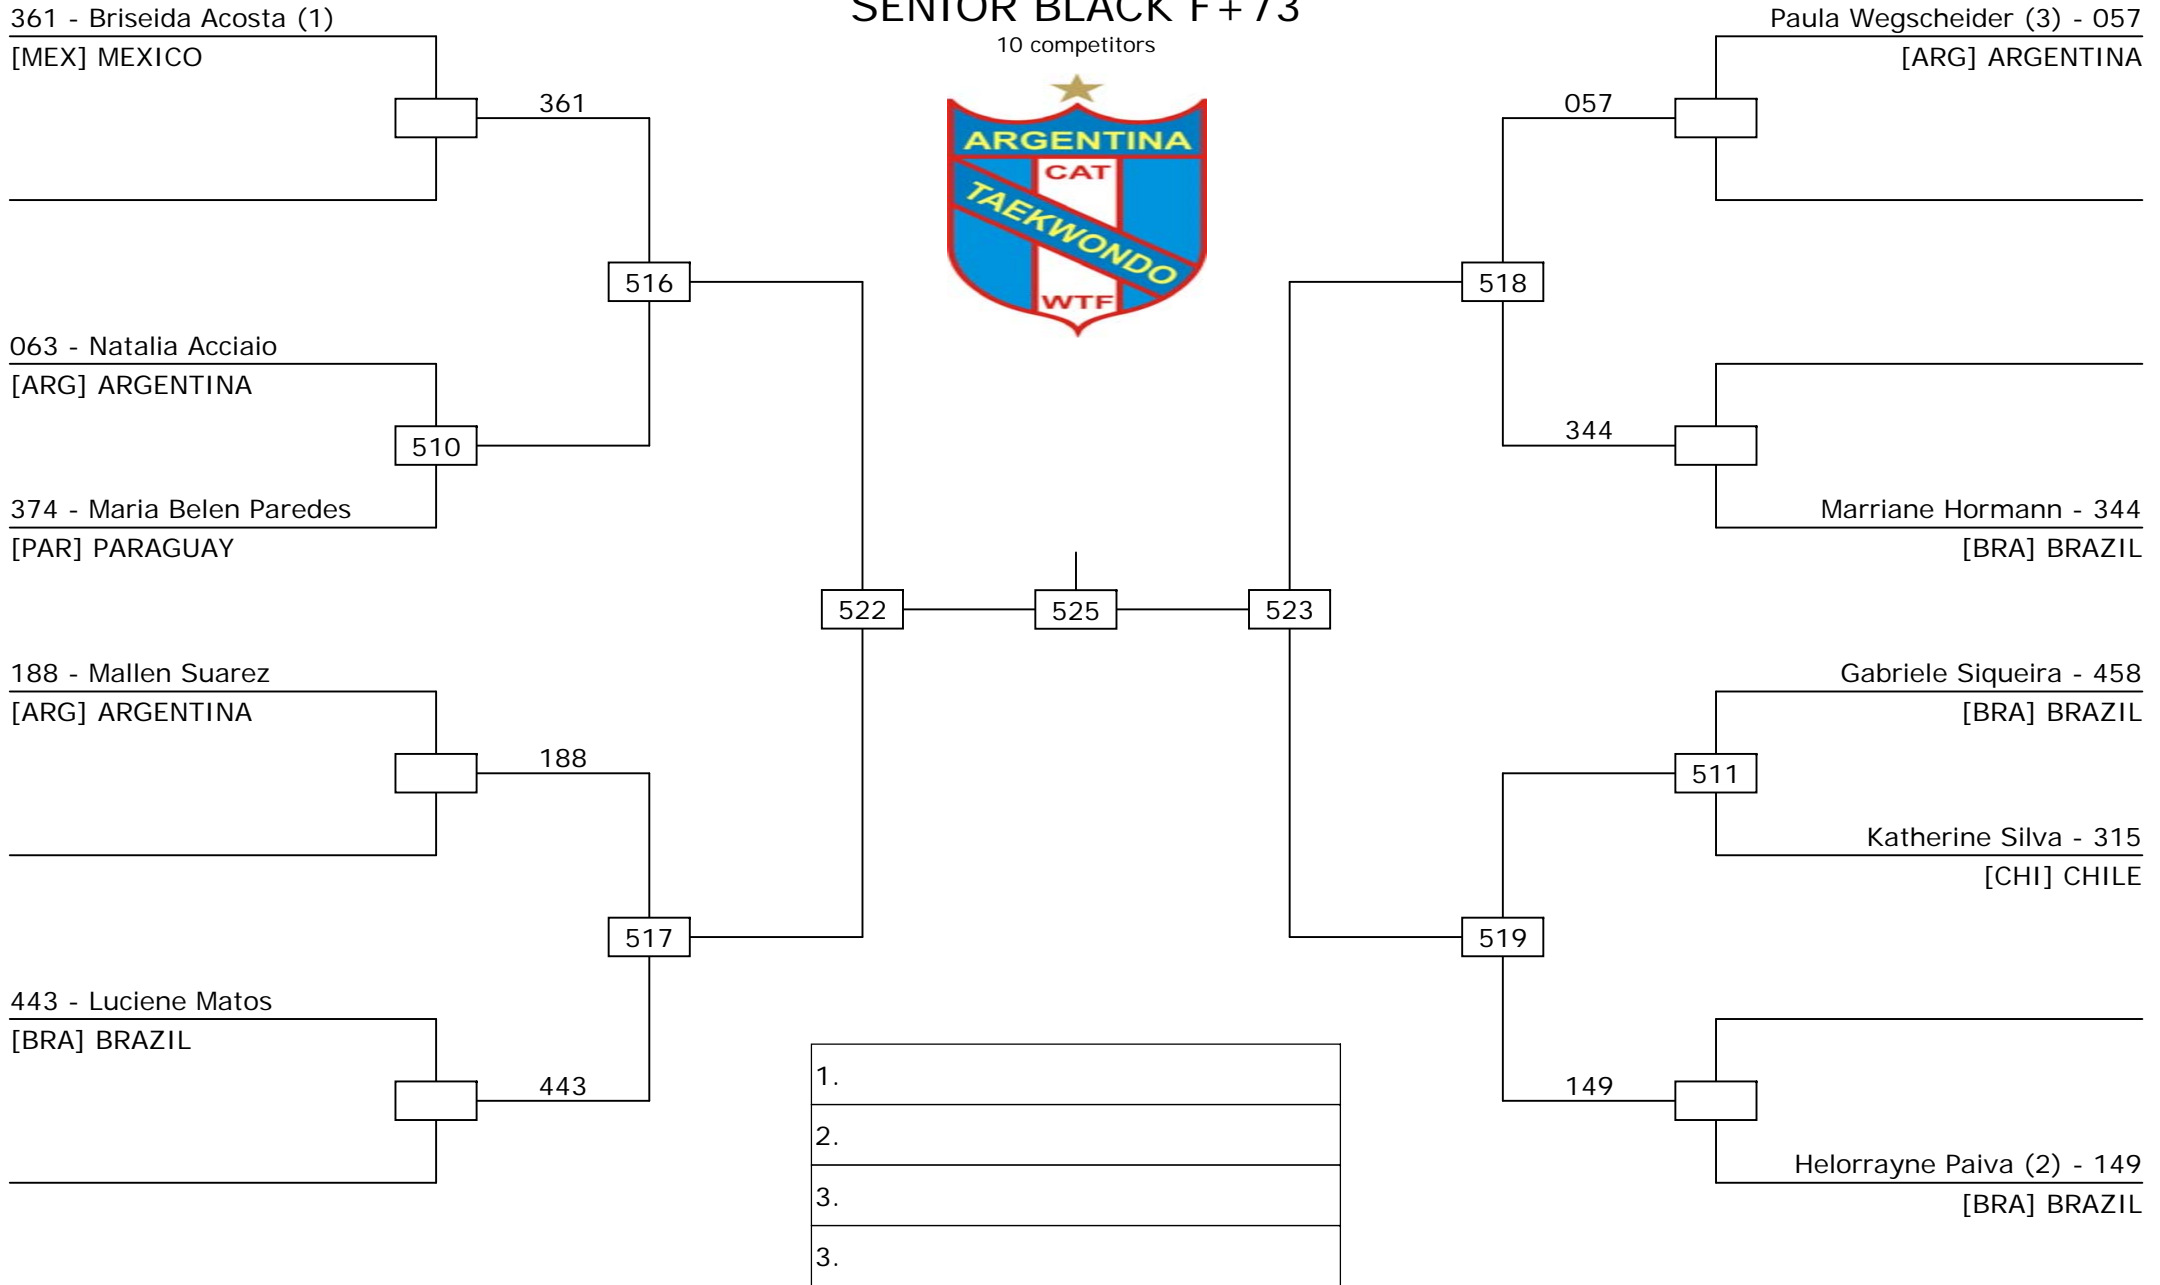 SENIOR BLACK F+73
10 competitors
ARGENTINA
CAT
TAEKWONDO
WTF
361 - Briseida Acosta (1)
[MEX] MEXICO
361
516
063 - Natalia Acciaio
[ARG] ARGENTINA
510
374 - Maria Belen Paredes
[PAR] PARAGUAY
522
188 - Mallen Suarez
[ARG] ARGENTINA
188
517
443 - Luciene Matos
[BRA] BRAZIL
443
525
Paula Wegscheider (3) - 057
[ARG] ARGENTINA
057
518
344
Marriane Hormann - 344
[BRA] BRAZIL
523
Gabriele Siqueira - 458
[BRA] BRAZIL
511
Katherine Silva - 315
[CHI] CHILE
519
149
Helorrayne Paiva (2) - 149
[BRA] BRAZIL
1.
2.
3.
3.